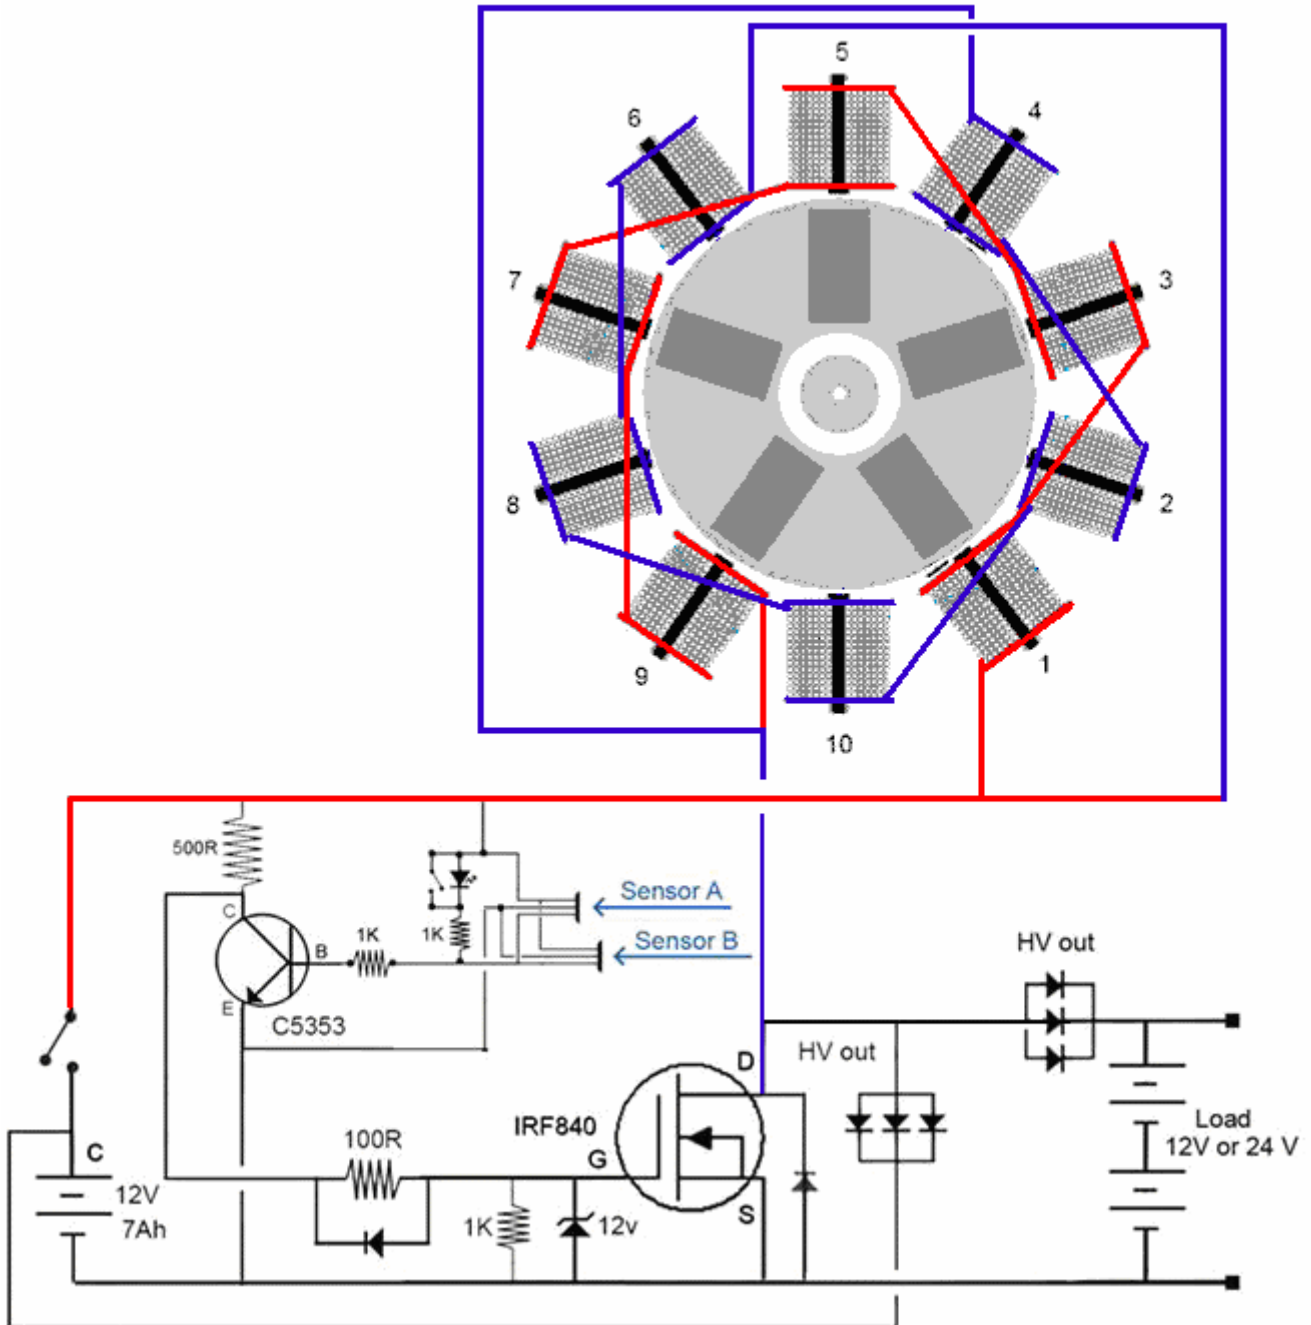 5
4
6
3
7
2
8
1
9
10
500R
C
B
1K
1K
E
C5353
Sensor A
Sensor B
HV out
HV out
D
IRF840
G
S
100R
1K
12v
C
12V
7Ah
Load
12V or 24 V